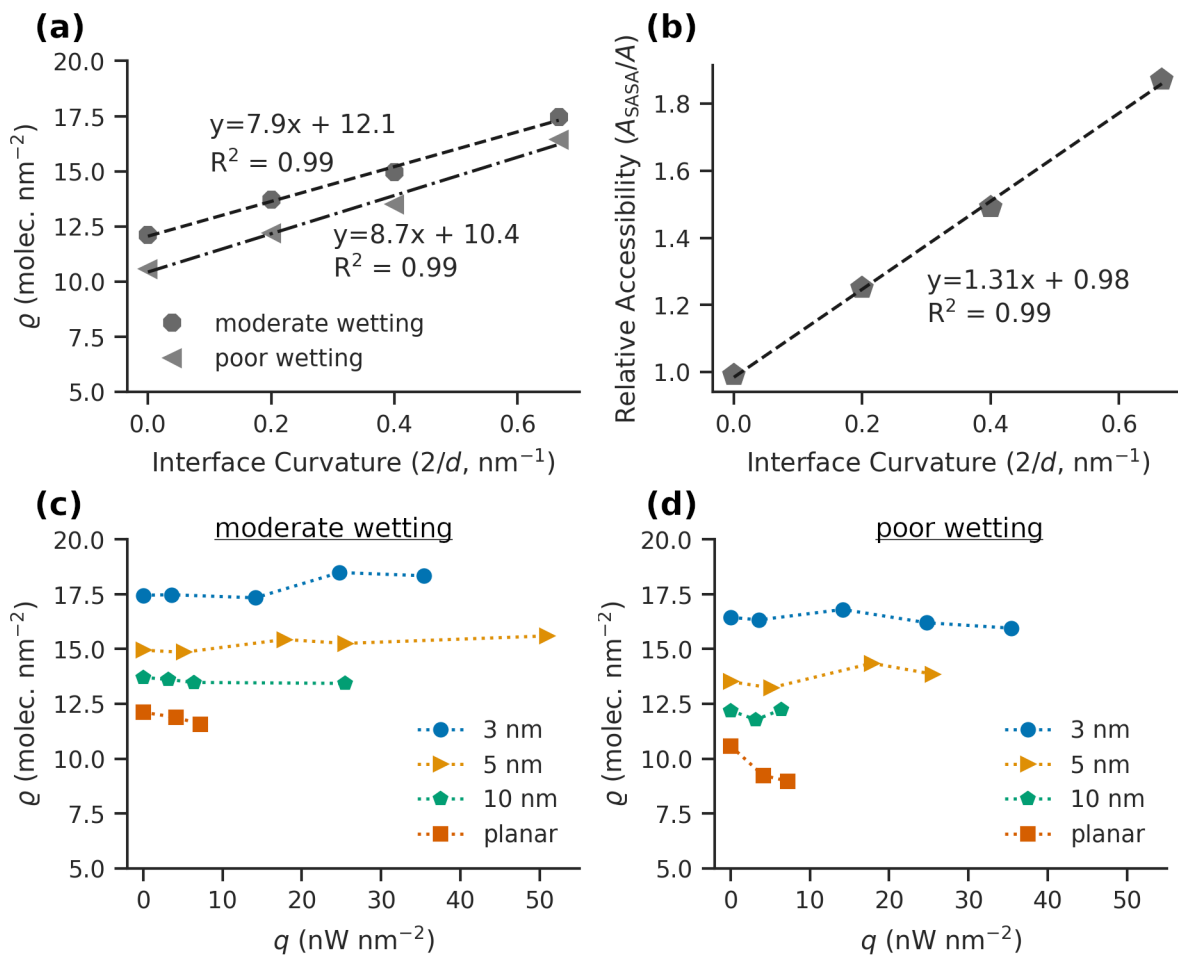 (a)
20.0
17.5
15.0
12.5
10.0
7.5
5.0
ϱ (molec. nm⁻²)
y=7.9x + 12.1
R² = 0.99
y=8.7x + 10.4
R² = 0.99
moderate wetting
poor wetting
0.0 0.2 0.4 0.6
Interface Curvature (2/d, nm⁻¹)
(b)
1.8
1.6
1.4
1.2
1.0
Relative Accessibility (A_SASA/A)
y=1.31x + 0.98
R² = 0.99
0.0 0.2 0.4 0.6
Interface Curvature (2/d, nm⁻¹)
(c)
moderate wetting
20.0
17.5
15.0
12.5
10.0
7.5
5.0
ϱ (molec. nm⁻²)
3 nm
5 nm
10 nm
planar
0 10 20 30 40 50
q (nW nm⁻²)
(d)
poor wetting
20.0
17.5
15.0
12.5
10.0
7.5
5.0
ϱ (molec. nm⁻²)
3 nm
5 nm
10 nm
planar
0 10 20 30 40 50
q (nW nm⁻²)